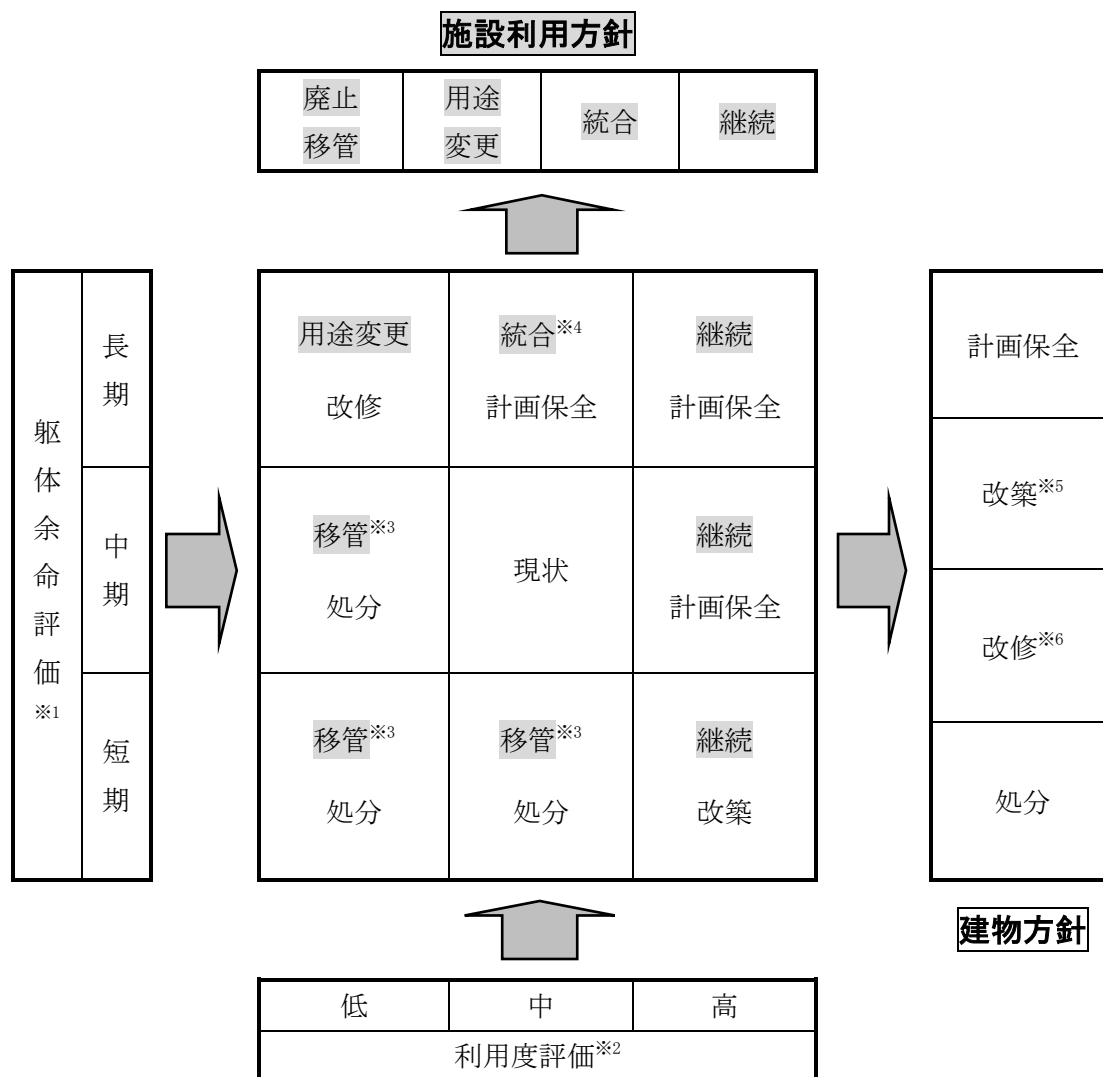 施設利用方針
廃止 用途 統合 継続
移管 変更
躯体余命評価※1
長期
中期
短期
用途変更 統合※4 継続
改修 計画保全 計画保全
移管※3 現状 継続
処分 計画保全
移管※3 移管※3 継続
処分 処分 改築
計画保全
改築※5
改修※6
処分
建物方針
低 中 高
利用度評価※2